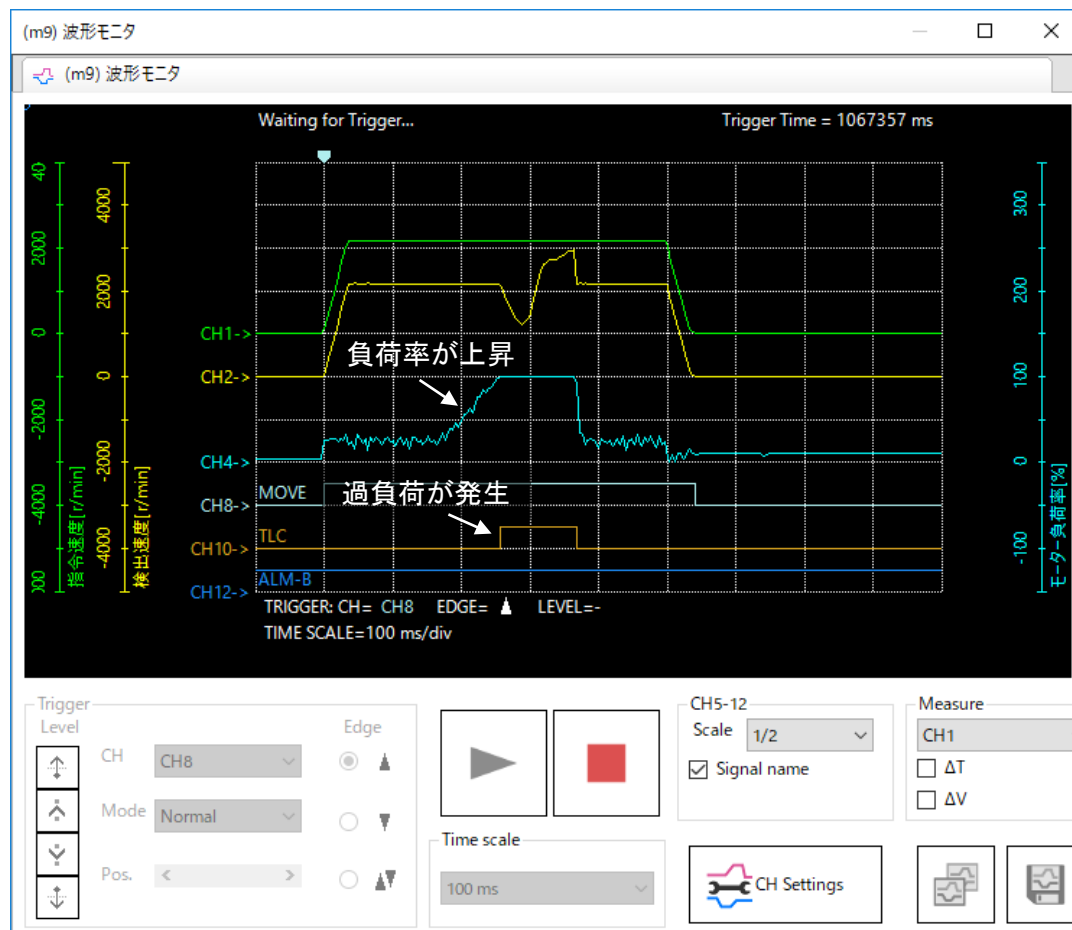 (m9) 波形モニタ
(m9) 波形モニタ
Waiting for Trigger...
Trigger Time = 1067357 ms
40
2000
0
-2000
-4000
000
指令速度[r/min]
4000
2000
0
-2000
-4000
検出速度[r/min]
300
200
100
0
-100
モーター負荷率[%]
CH1->
負荷率が上昇
CH2->
CH4->
MOVE
過負荷が発生
CH8->
TLC
CH10->
ALM-B
CH12->
TRIGGER: CH= CH8 EDGE= LEVEL=-
TIME SCALE=100 ms/div
Trigger
Level
Edge
CH
CH8
Mode
Normal
Pos.
Time scale
100 ms
CH5-12
Scale
1/2
Signal name
CH Settings
Measure
CH1
ΔT
ΔV